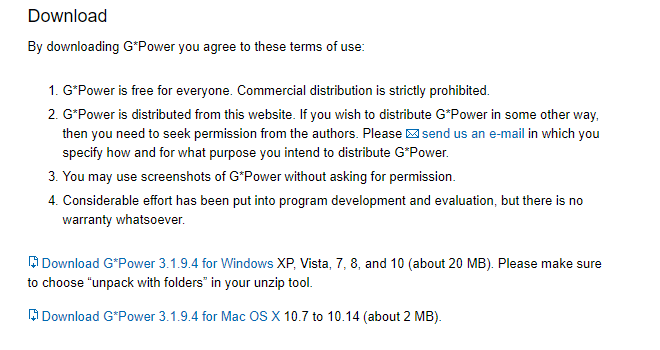 Download
By downloading G*Power you agree to these terms of use:
1. G*Power is free for everyone. Commercial distribution is strictly prohibited.
2. G*Power is distributed from this website. If you wish to distribute G*Power in some other way,
then you need to seek permission from the authors. Please send us an e-mail in which you
specify how and for what purpose you intend to distribute G*Power.
3. You may use screenshots of G*Power without asking for permission.
4. Considerable effort has been put into program development and evaluation, but there is no
warranty whatsoever.
Download G*Power 3.1.9.4 for Windows XP, Vista, 7, 8, and 10 (about 20 MB). Please make sure
to choose “unpack with folders” in your unzip tool.
Download G*Power 3.1.9.4 for Mac OS X 10.7 to 10.14 (about 2 MB).